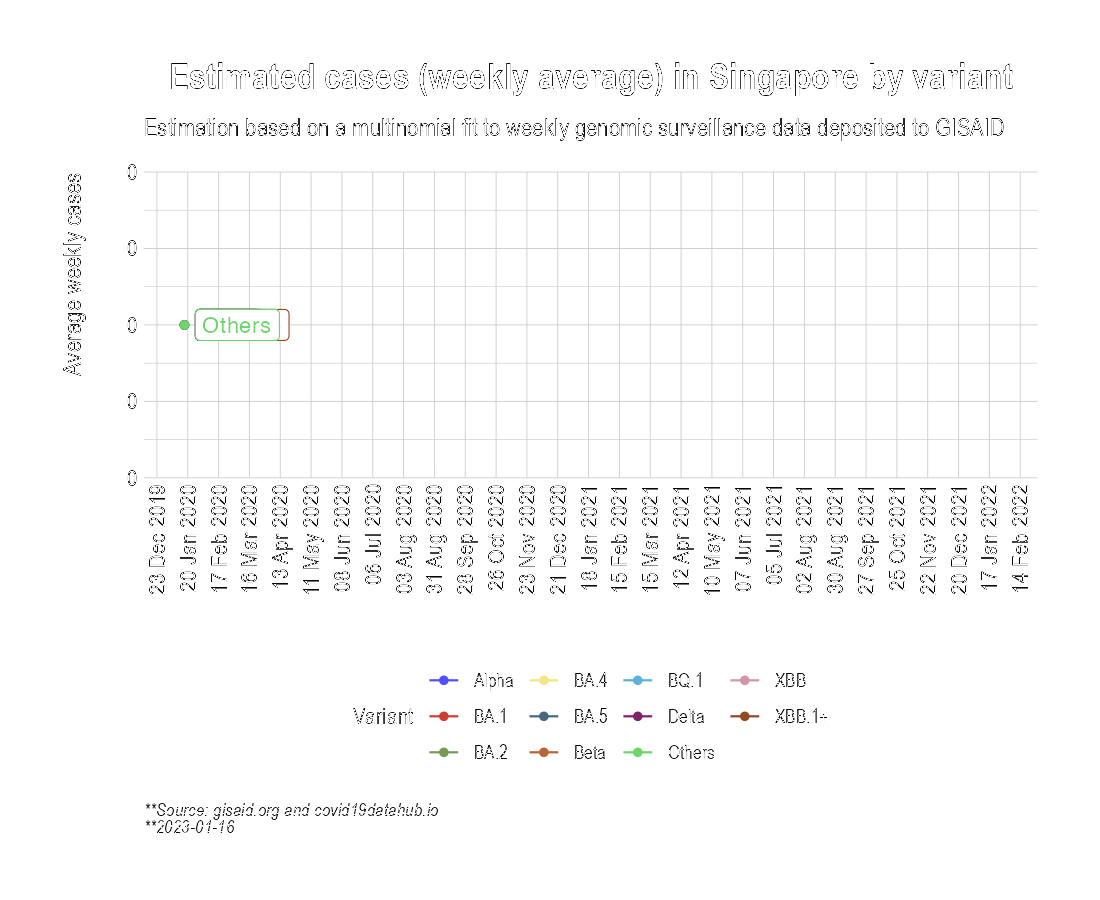 Estimated cases (weekly average) in Singapore by variant
Estimation based on a multinomial fit to weekly genomic surveillance data deposited to GISAID
Average weekly cases
0
0
0
0
0
Others
23 Dec 2019
20 Jan 2020
17 Feb 2020
16 Mar 2020
13 Apr 2020
11 May 2020
08 Jun 2020
06 Jul 2020
03 Aug 2020
31 Aug 2020
28 Sep 2020
26 Oct 2020
23 Nov 2020
21 Dec 2020
18 Jan 2021
15 Feb 2021
15 Mar 2021
12 Apr 2021
10 May 2021
07 Jun 2021
05 Jul 2021
02 Aug 2021
30 Aug 2021
27 Sep 2021
25 Oct 2021
22 Nov 2021
20 Dec 2021
17 Jan 2022
14 Feb 2022
Alpha BA.4 BQ.1 XBB
Variant BA.1 BA.5 Delta XBB.1+
BA.2 Beta Others
**Source: gisaid.org and covid19datahub.io
**2023-01-16